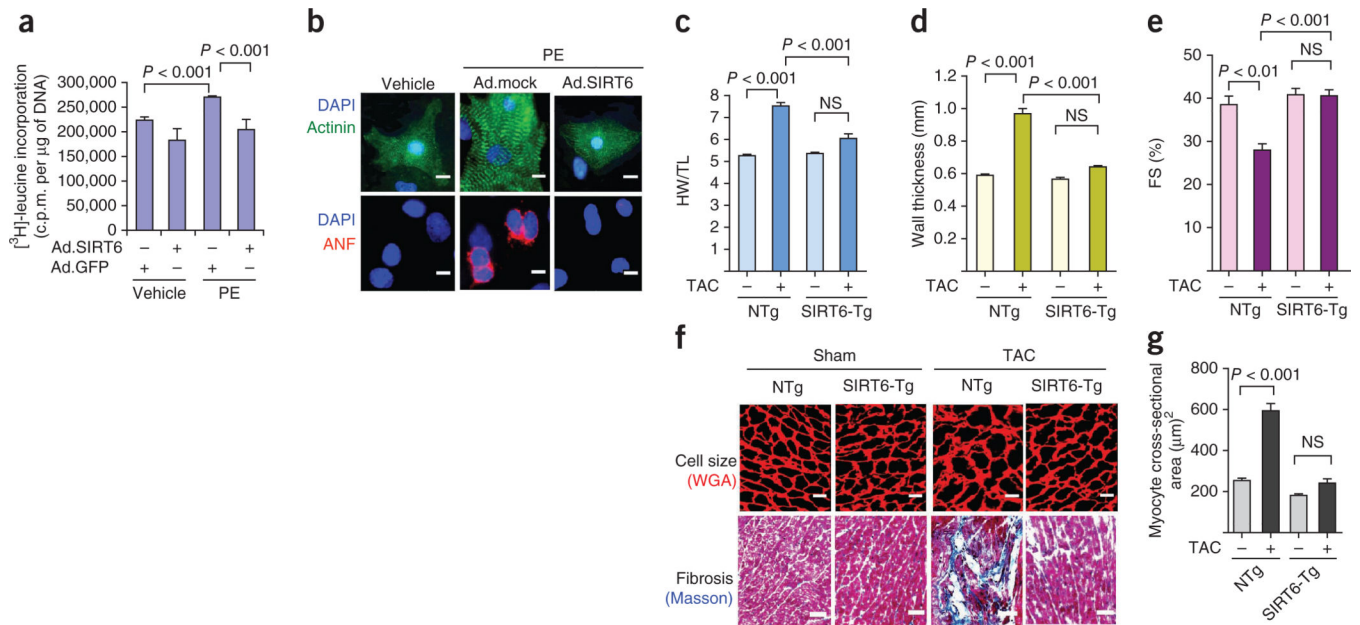 a
P < 0.001
P < 0.001
[³H]-leucine incorporation
(c.p.m. per μg of DNA)
300,000
250,000
200,000
150,000
100,000
50,000
0
Ad.SIRT6 – + – +
Ad.GFP + – + –
Vehicle PE
b
PE
Vehicle Ad.mock Ad.SIRT6
DAPI
Actinin
DAPI
ANF
c
P < 0.001
P < 0.001
NS
HW/TL
8
7
6
5
4
3
2
1
0
TAC – + – +
NTg SIRT6-Tg
d
P < 0.001
P < 0.001
NS
Wall thickness (mm)
1.2
1.0
0.8
0.6
0.4
0.2
0
TAC – + – +
NTg SIRT6-Tg
e
P < 0.001
NS
P < 0.01
FS (%)
50
40
30
20
10
0
TAC – + – +
NTg SIRT6-Tg
f
Sham TAC
NTg SIRT6-Tg NTg SIRT6-Tg
Cell size
(WGA)
Fibrosis
(Masson)
g
P < 0.001
NS
Myocyte cross-sectional
area (μm)²
800
600
400
200
0
TAC – + – +
NTg SIRT6-Tg